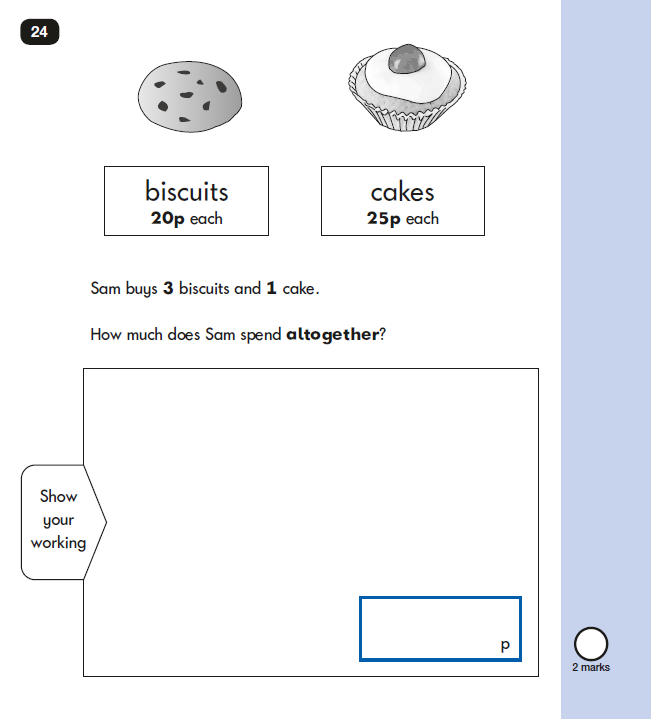 24
biscuits
20p each
cakes
25p each
Sam buys 3 biscuits and 1 cake.
How much does Sam spend altogether?
Show
your
working
p
2 marks